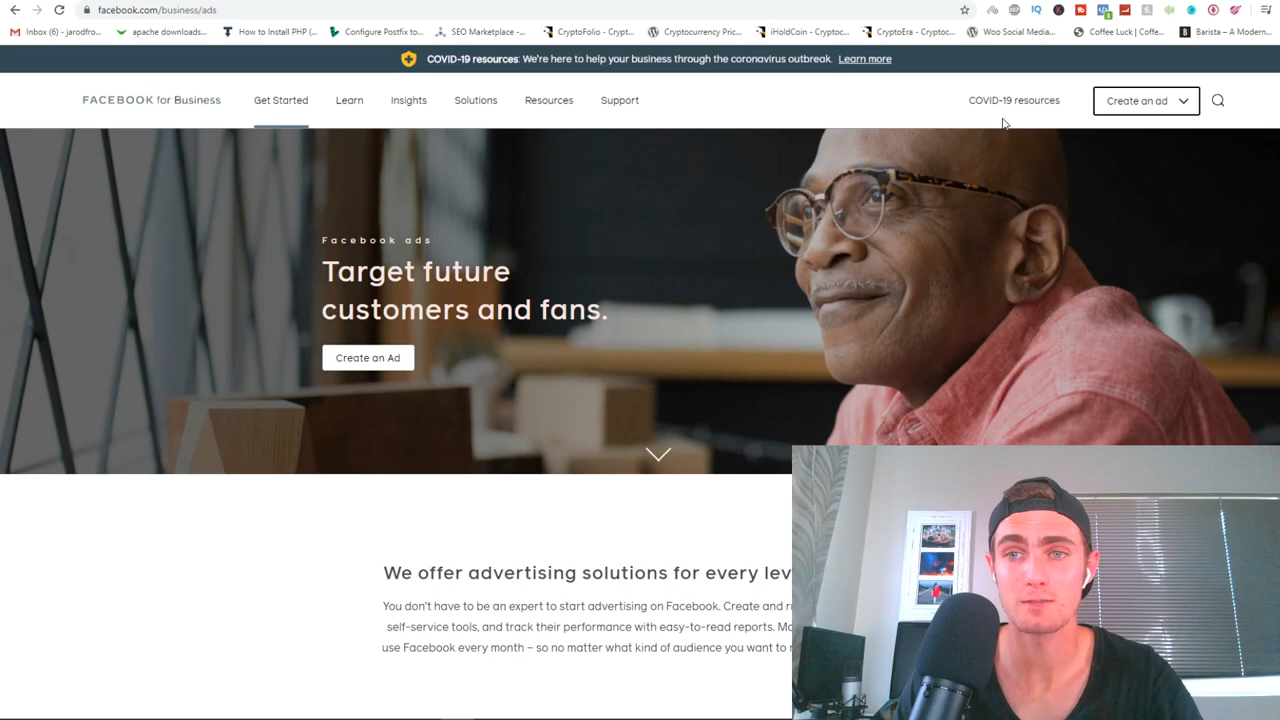 facebook.com/business/ads
Inbox (6) - jarodfro... apache downloads... How to Install PHP (... Configure Postfix to... SEO Marketplace -... CryptoFolio - Crypt... Cryptocurrency Pric... iHoldCoin - Cryptoc... CryptoEra - Cryptoc... Woo Social Media... Coffee Luck | Coffe... Barista – A Modern...
COVID-19 resources: We're here to help your business through the coronavirus outbreak. Learn more
FACEBOOK for Business Get Started Learn Insights Solutions Resources Support COVID-19 resources Create an ad
Facebook ads
Target future
customers and fans.
Create an Ad
We offer advertising solutions for every lev
You don't have to be an expert to start advertising on Facebook. Create and r
self-service tools, and track their performance with easy-to-read reports. Mo
use Facebook every month – so no matter what kind of audience you want to r